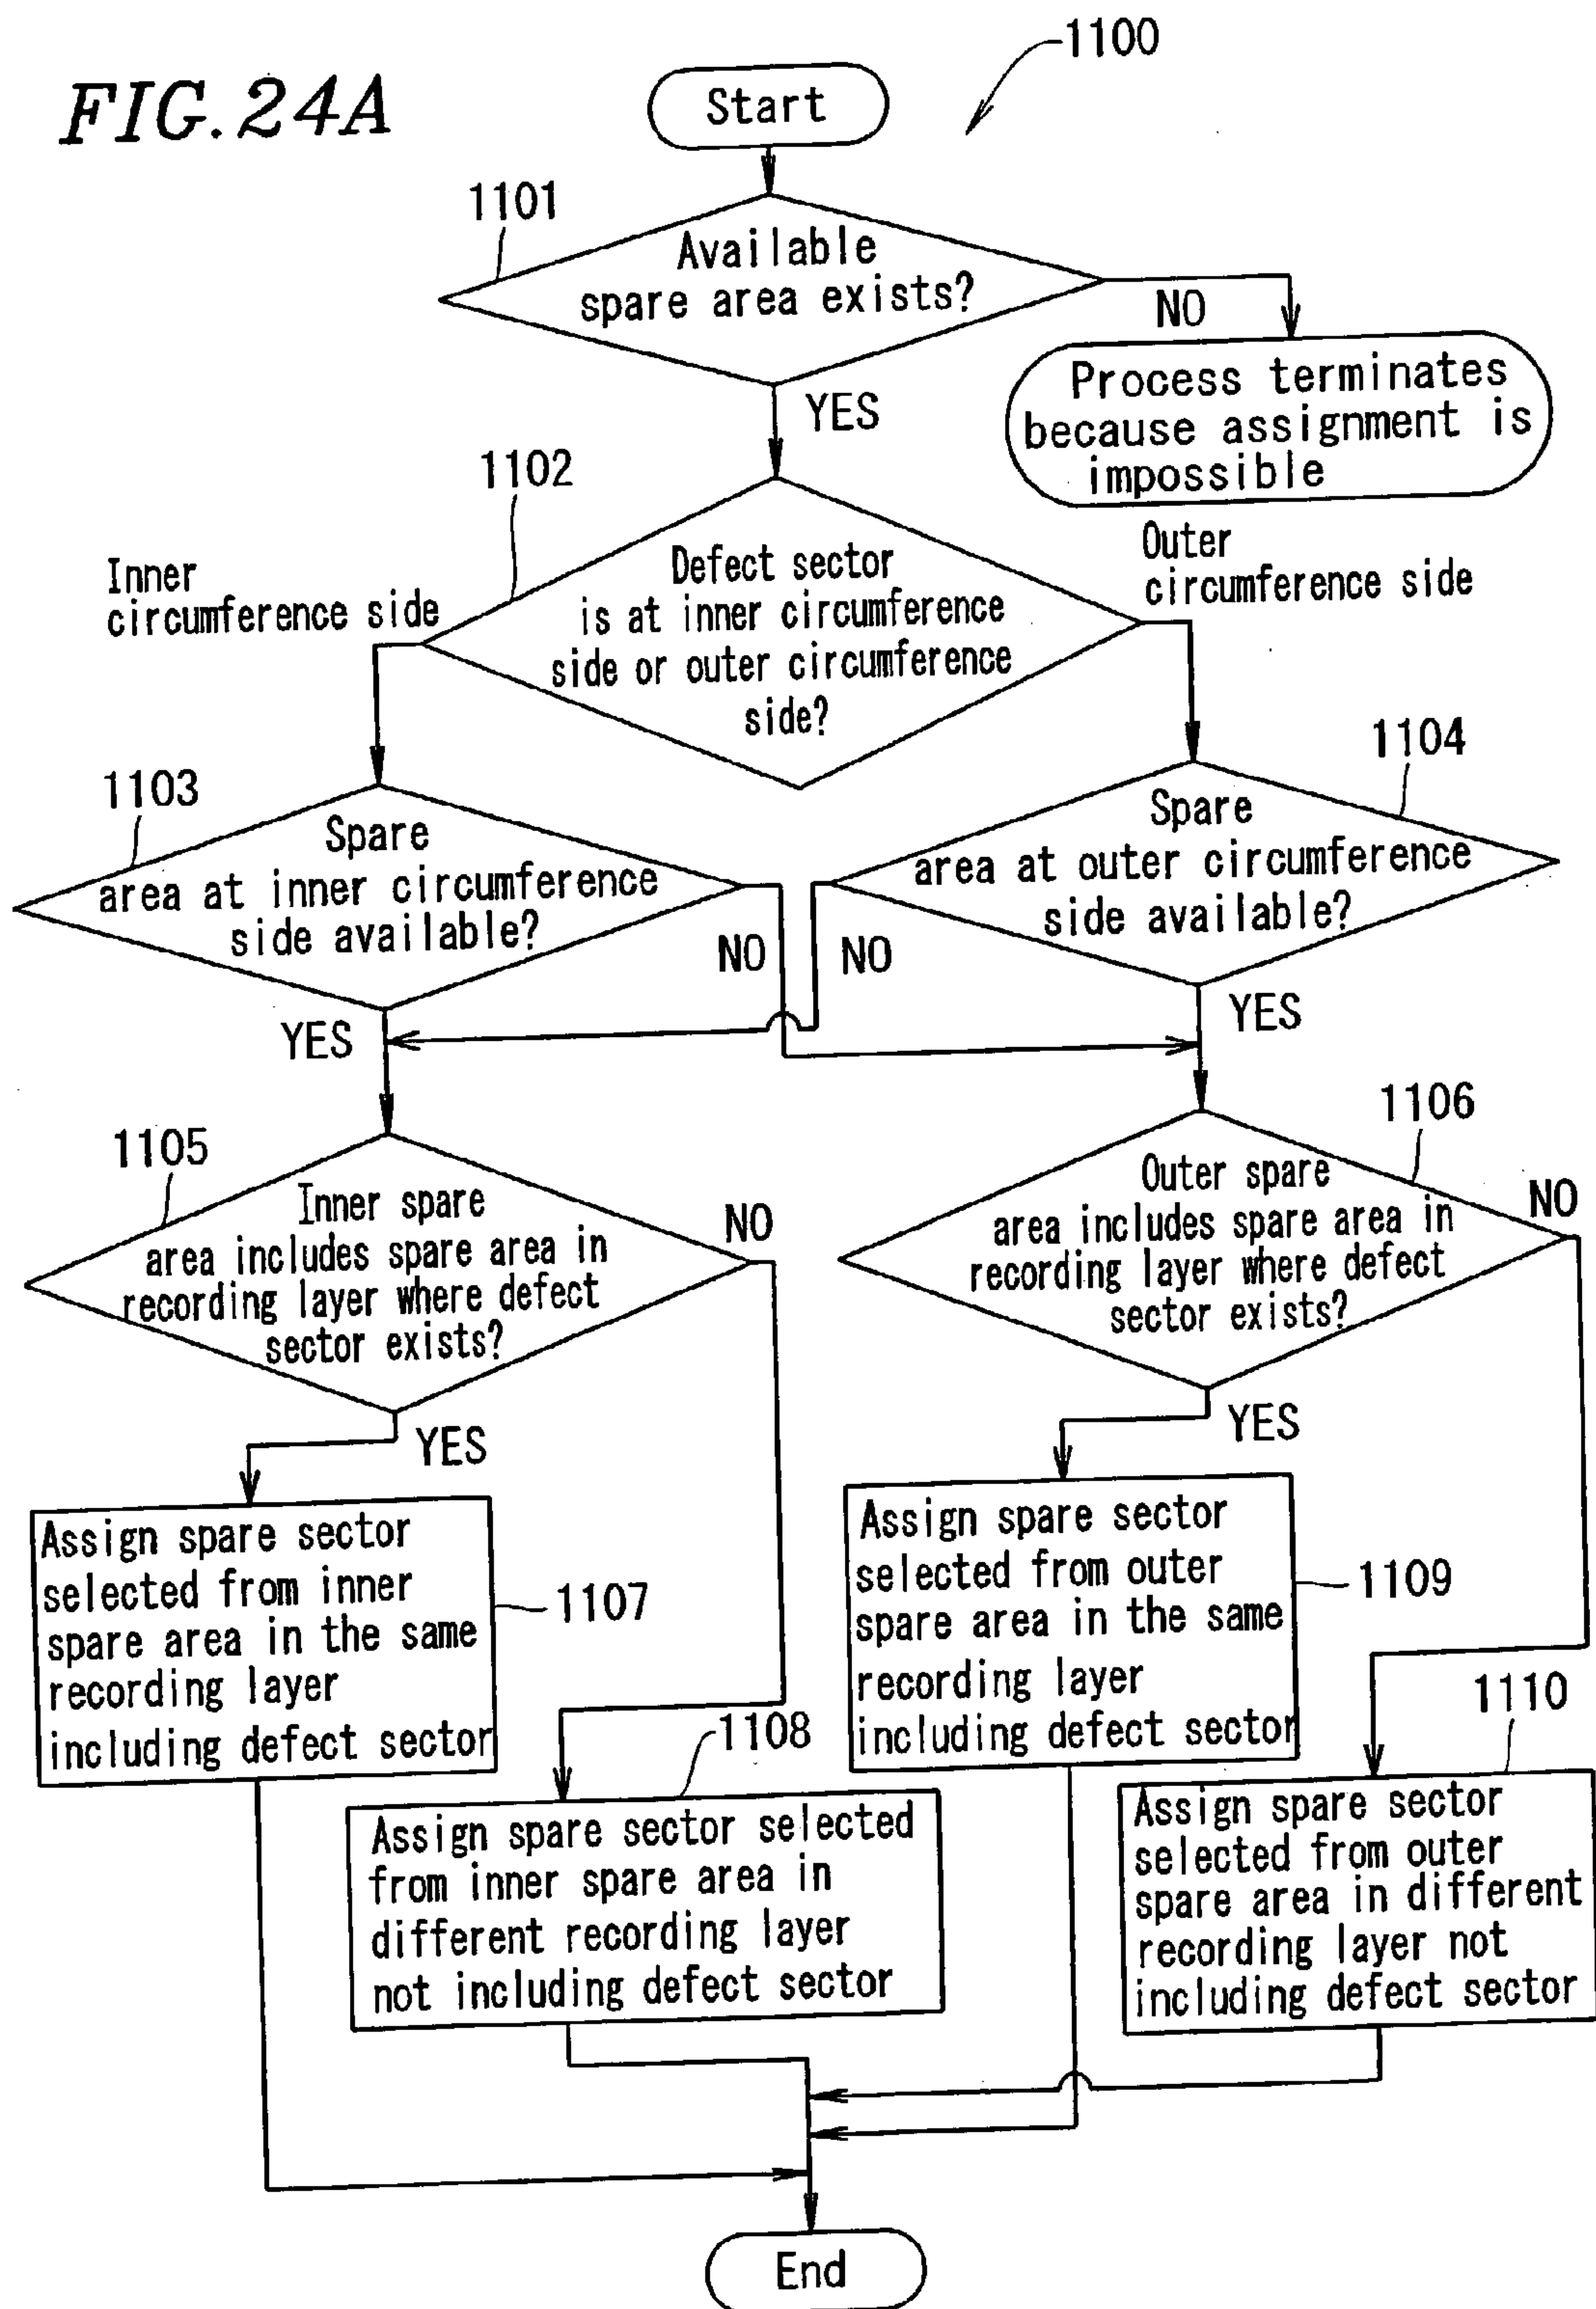 FIG.24A
1100
Start
1101
Available
spare area exists?
NO
YES
Process terminates
because assignment is
impossible
1102
Defect sector
is at inner circumference
side or outer circumference
side?
Inner
circumference side
Outer
circumference side
1103
Spare
area at inner circumference
side available?
NO
YES
1104
Spare
area at outer circumference
side available?
NO
YES
1105
Inner spare
area includes spare area in
recording layer where defect
sector exists?
NO
YES
1106
Outer spare
area includes spare area in
recording layer where defect
sector exists?
NO
YES
Assign spare sector
selected from inner
spare area in the same
recording layer
including defect sector
1107
1108
Assign spare sector selected
from inner spare area in
different recording layer
not including defect sector
Assign spare sector
selected from outer
spare area in the same
recording layer
including defect sector
1109
1110
Assign spare sector
selected from outer
spare area in different
recording layer not
including defect sector
End